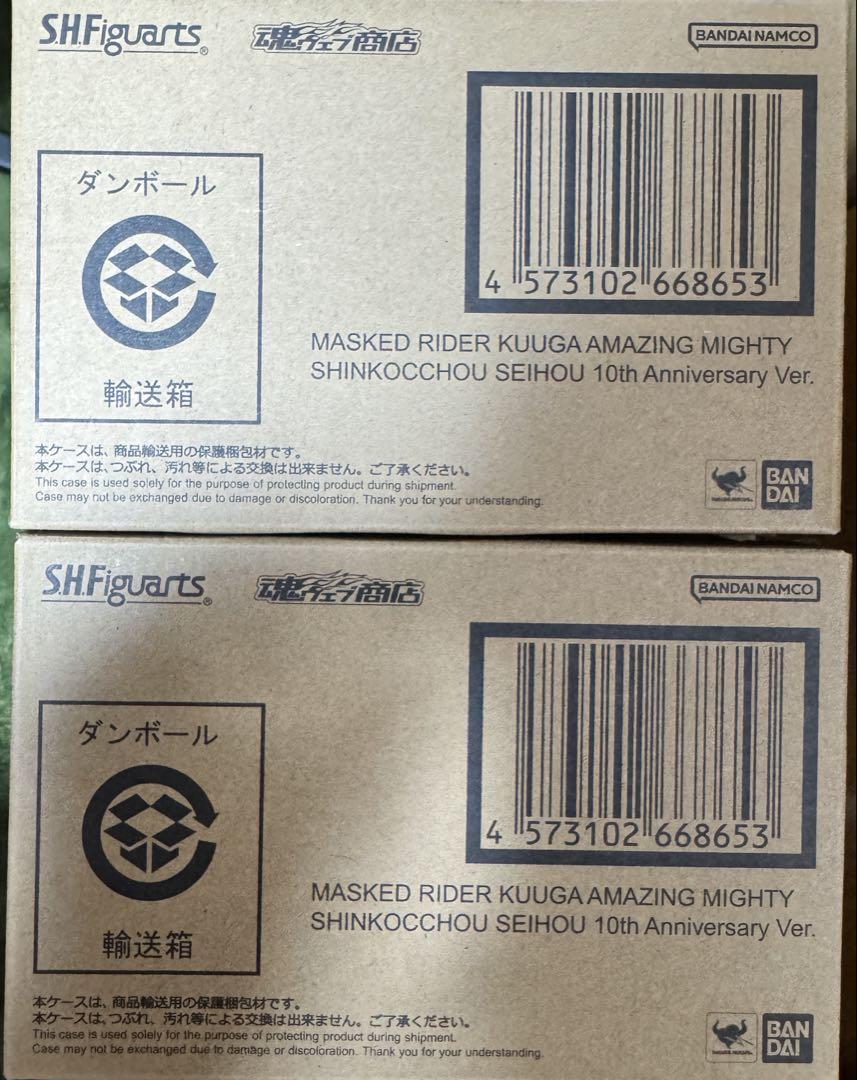 S.H.Figuarts®
魂ウェブ商店
BANDAI NAMCO
ダンボール
輸送箱
4 573102 668653
MASKED RIDER KUUGA AMAZING MIGHTY
SHINKOCCHOU SEIHOU 10th Anniversary Ver.
本ケースは、商品輸送用の保護梱包材です。
本ケースは、つぶれ、汚れ等による交換は出来ません。ご了承ください。
This case is used solely for the purpose of protecting product during shipment.
Case may not be exchanged due to damage or discoloration. Thank you for your understanding.
BAN
DAI
S.H.Figuarts®
魂ウェブ商店
BANDAI NAMCO
ダンボール
輸送箱
4 573102 668653
MASKED RIDER KUUGA AMAZING MIGHTY
SHINKOCCHOU SEIHOU 10th Anniversary Ver.
本ケースは、商品輸送用の保護梱包材です。
本ケースは、つぶれ、汚れ等による交換は出来ません。ご了承ください。
This case is used solely for the purpose of protecting product during shipment.
Case may not be exchanged due to damage or discoloration. Thank you for your understanding.
BAN
DAI